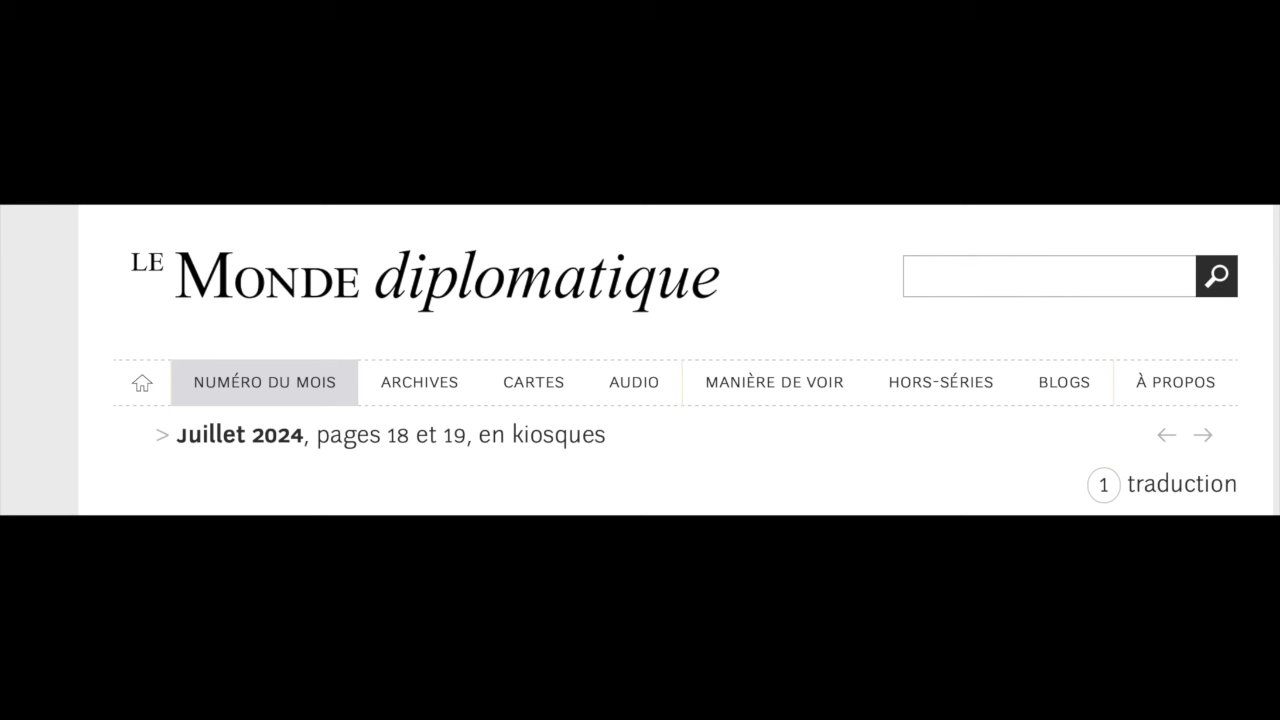 LE MONDE diplomatique
NUMÉRO DU MOIS ARCHIVES CARTES AUDIO MANIÈRE DE VOIR HORS-SÉRIES BLOGS À PROPOS
> Juillet 2024, pages 18 et 19, en kiosques ← →
1 traduction